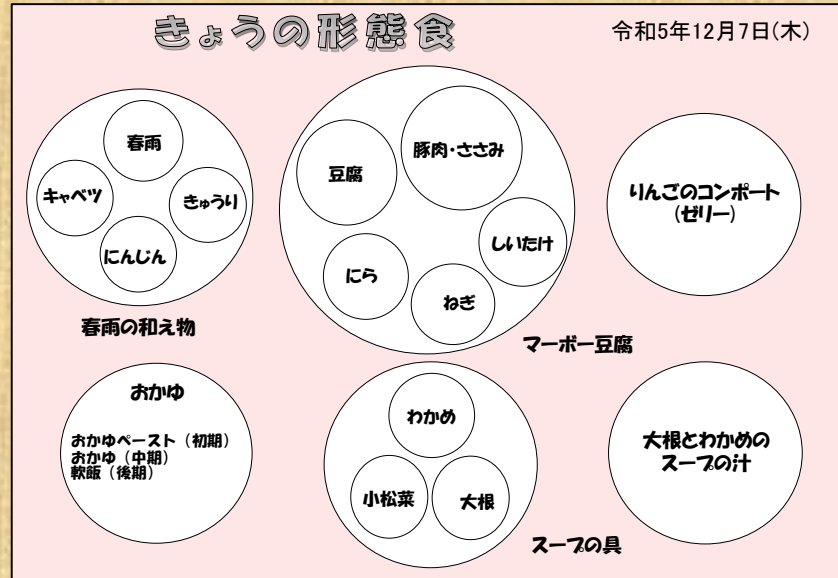 きょうの形態食
令和5年12月7日(木)
春雨
キャベツ
きゅうり
にんじん
春雨の和え物
豚肉・ささみ
豆腐
しいたけ
にら
ねぎ
マーボー豆腐
りんごのコンポート
(ゼリー)
おかゆ
おかゆペースト（初期）
おかゆ（中期）
軟飯（後期）
わかめ
小松菜
大根
スープの具
大根とわかめの
スープの汁